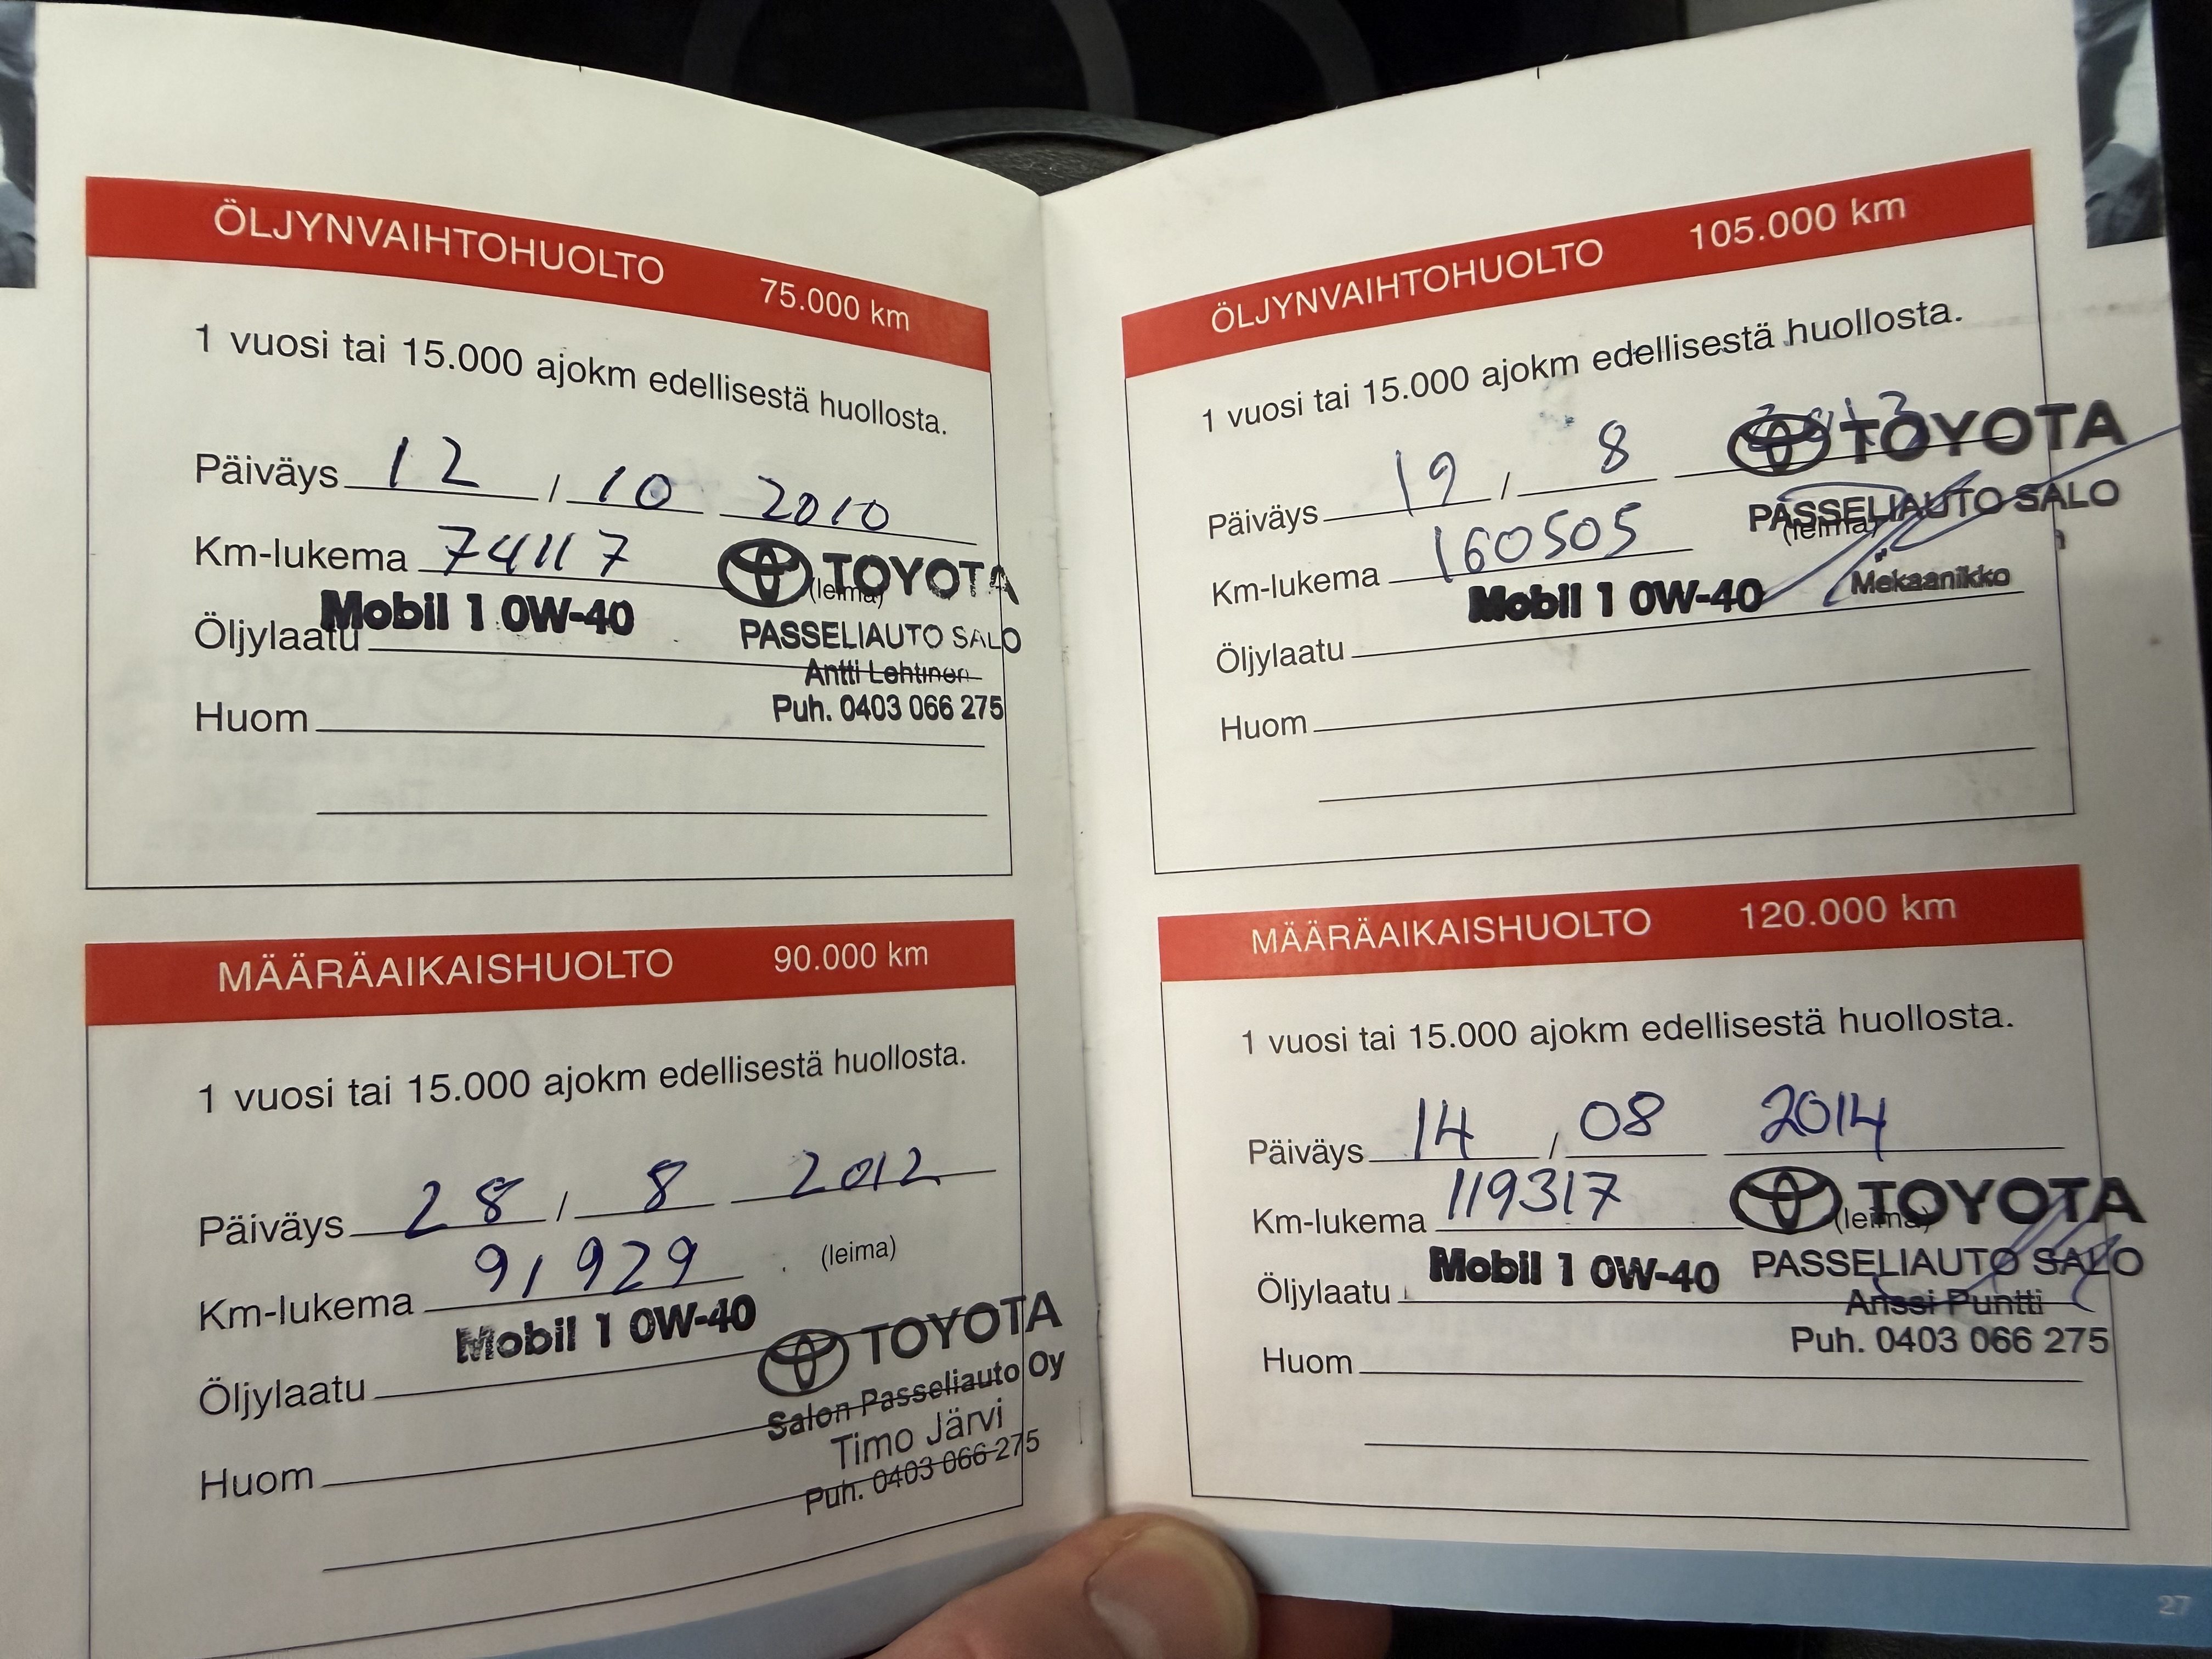 ÖLJYNVAIHTOHUOLTO 75.000 km
1 vuosi tai 15.000 ajokm edellisestä huollosta.
Päiväys 12 / 10 2010
Km-lukema 74117
(leima)
TOYOTA
Öljylaatu Mobil 1 0W-40
PASSELIAUTO SALO
Antti Lehtinen
Huom
Puh. 0403 066 275
MÄÄRÄAIKAISHUOLTO 90.000 km
1 vuosi tai 15.000 ajokm edellisestä huollosta.
Päiväys 28 / 8 2012
Km-lukema 91929
(leima)
Öljylaatu Mobil 1 0W-40
TOYOTA
Salon Passeliauto Oy
Timo Järvi
Puh. 0403 066 275
Huom
ÖLJYNVAIHTOHUOLTO 105.000 km
1 vuosi tai 15.000 ajokm edellisestä huollosta.
Päiväys 19 / 8 2013
TOYOTA
Km-lukema 160505
PASSELIAUTO SALO
(leima)
Mekaanikko
Öljylaatu Mobil 1 0W-40
Huom
MÄÄRÄAIKAISHUOLTO 120.000 km
1 vuosi tai 15.000 ajokm edellisestä huollosta.
Päiväys 14 / 08 2014
Km-lukema 119317
(leima)
TOYOTA
Öljylaatu Mobil 1 0W-40
PASSELIAUTO SALO
Anssi Puntti
Puh. 0403 066 275
Huom
27